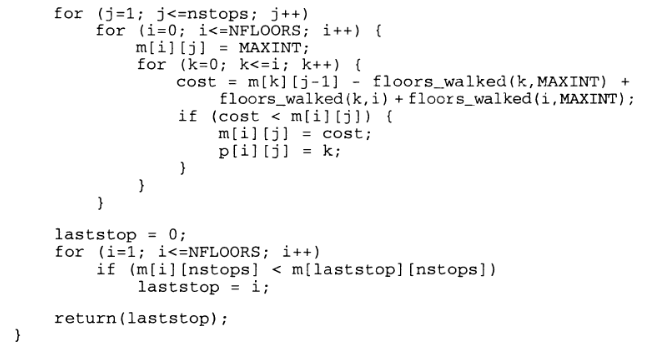 for (j=1; j<=nstops; j++)
for (i=0; i<=NFLOORS; i++) {
m[i][j] = MAXINT;
for (k=0; k<=i; k++) {
cost = m[k][j-1] - floors_walked(k,MAXINT) +
floors_walked(k,i) + floors_walked(i,MAXINT);
if (cost < m[i][j]) {
m[i][j] = cost;
p[i][j] = k;
}
}
}
laststop = 0;
for (i=1; i<=NFLOORS; i++)
if (m[i][nstops] < m[laststop][nstops])
laststop = i;
return(laststop);
}